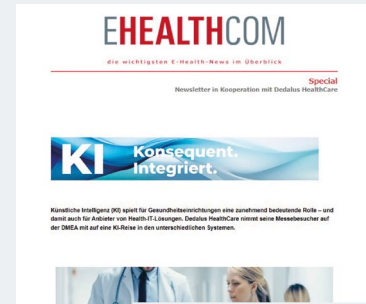 EHEALTHCOM
die wichtigsten E-Health-News im Überblick
Special
Newsletter in Kooperation mit Dedalus HealthCare
KI Konsequent.
Integriert.
Künstliche Intelligenz (KI) spielt für Gesundheitseinrichtungen eine zunehmend bedeutende Rolle – und
damit auch für Anbieter von Health-IT-Lösungen. Dedalus HealthCare nimmt seine Messebesucher auf
der DMEA mit auf eine KI-Reise in den unterschiedlichen Systemen.